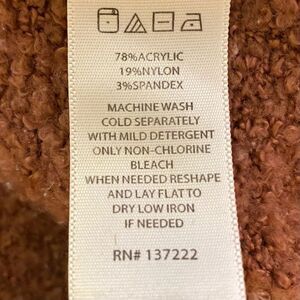 78%ACRYLIC
19%NYLON
3%SPANDEX
MACHINE WASH
COLD SEPARATELY
WITH MILD DETERGENT
ONLY NON-CHLORINE
BLEACH
WHEN NEEDED RESHAPE
AND LAY FLAT TO
DRY LOW IRON
IF NEEDED
RN# 137222